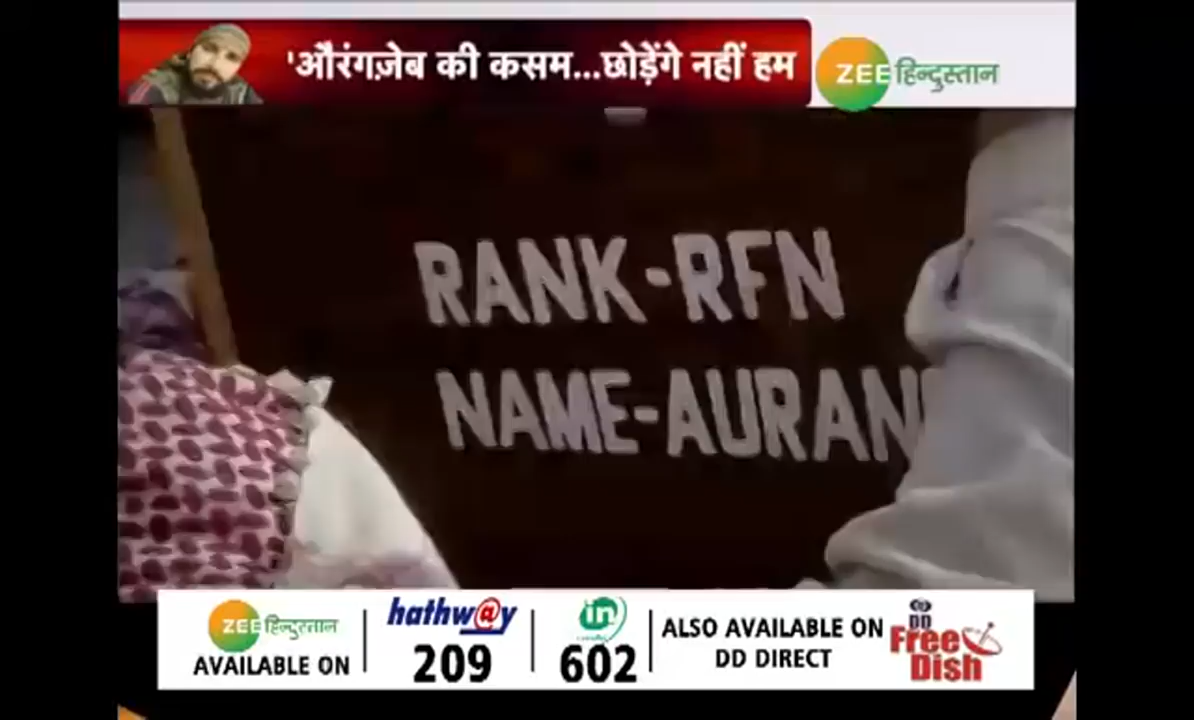 'औरंगज़ेब की कसम...छोड़ेंगे नहीं हम
ZEE हिन्दुस्तान
RANK-RFN
NAME-AURAN
ZEE हिन्दुस्तान
AVAILABLE ON
hathw@y
209
in
602
ALSO AVAILABLE ON
DD DIRECT
DD
Free
Dish